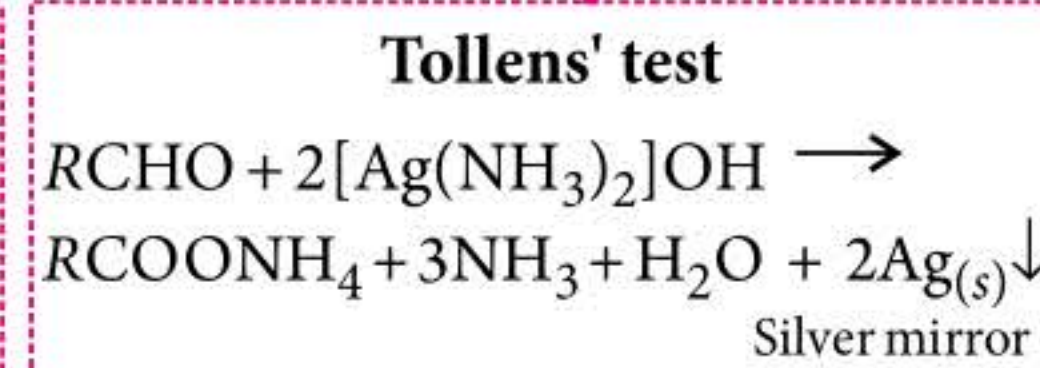 Tollens' test
RCHO + 2[Ag(NH₃)₂]OH ⟶
RCOONH₄ + 3NH₃ + H₂O + 2Ag₍ₛ₎↓
Silver mirror